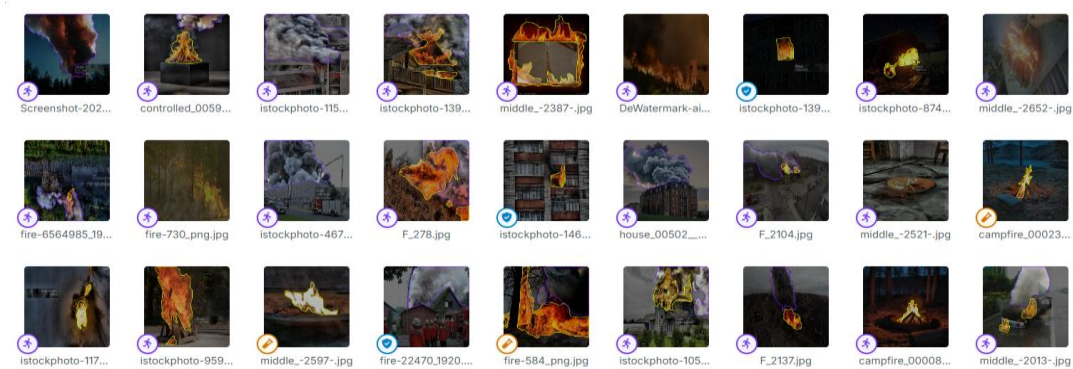 Screenshot-202...
controlled_0059...
istockphoto-115...
istockphoto-139...
middle_-2387-.jpg
DeWatermark-ai...
istockphoto-139...
istockphoto-874...
middle_-2652-.jpg
fire-6564985_19...
fire-730_png.jpg
istockphoto-467...
F_278.jpg
istockphoto-146...
house_00502__...
F_2104.jpg
middle_-2521-.jpg
campfire_00023...
istockphoto-117...
istockphoto-959...
middle_-2597-.jpg
fire-22470_1920....
fire-584_png.jpg
istockphoto-105...
F_2137.jpg
campfire_00008...
middle_-2013-.jpg